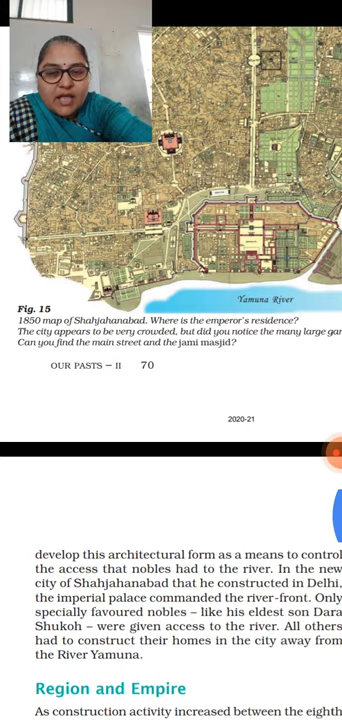 Yamuna River
Fig. 15
1850 map of Shahjahanabad. Where is the emperor's residence?
The city appears to be very crowded, but did you notice the many large gar
Can you find the main street and the jami masjid?
OUR PASTS – II 70
2020-21
develop this architectural form as a means to control
the access that nobles had to the river. In the new
city of Shahjahanabad that he constructed in Delhi,
the imperial palace commanded the river-front. Only
specially favoured nobles – like his eldest son Dara
Shukoh – were given access to the river. All others
had to construct their homes in the city away from
the River Yamuna.
Region and Empire
As construction activity increased between the eighth